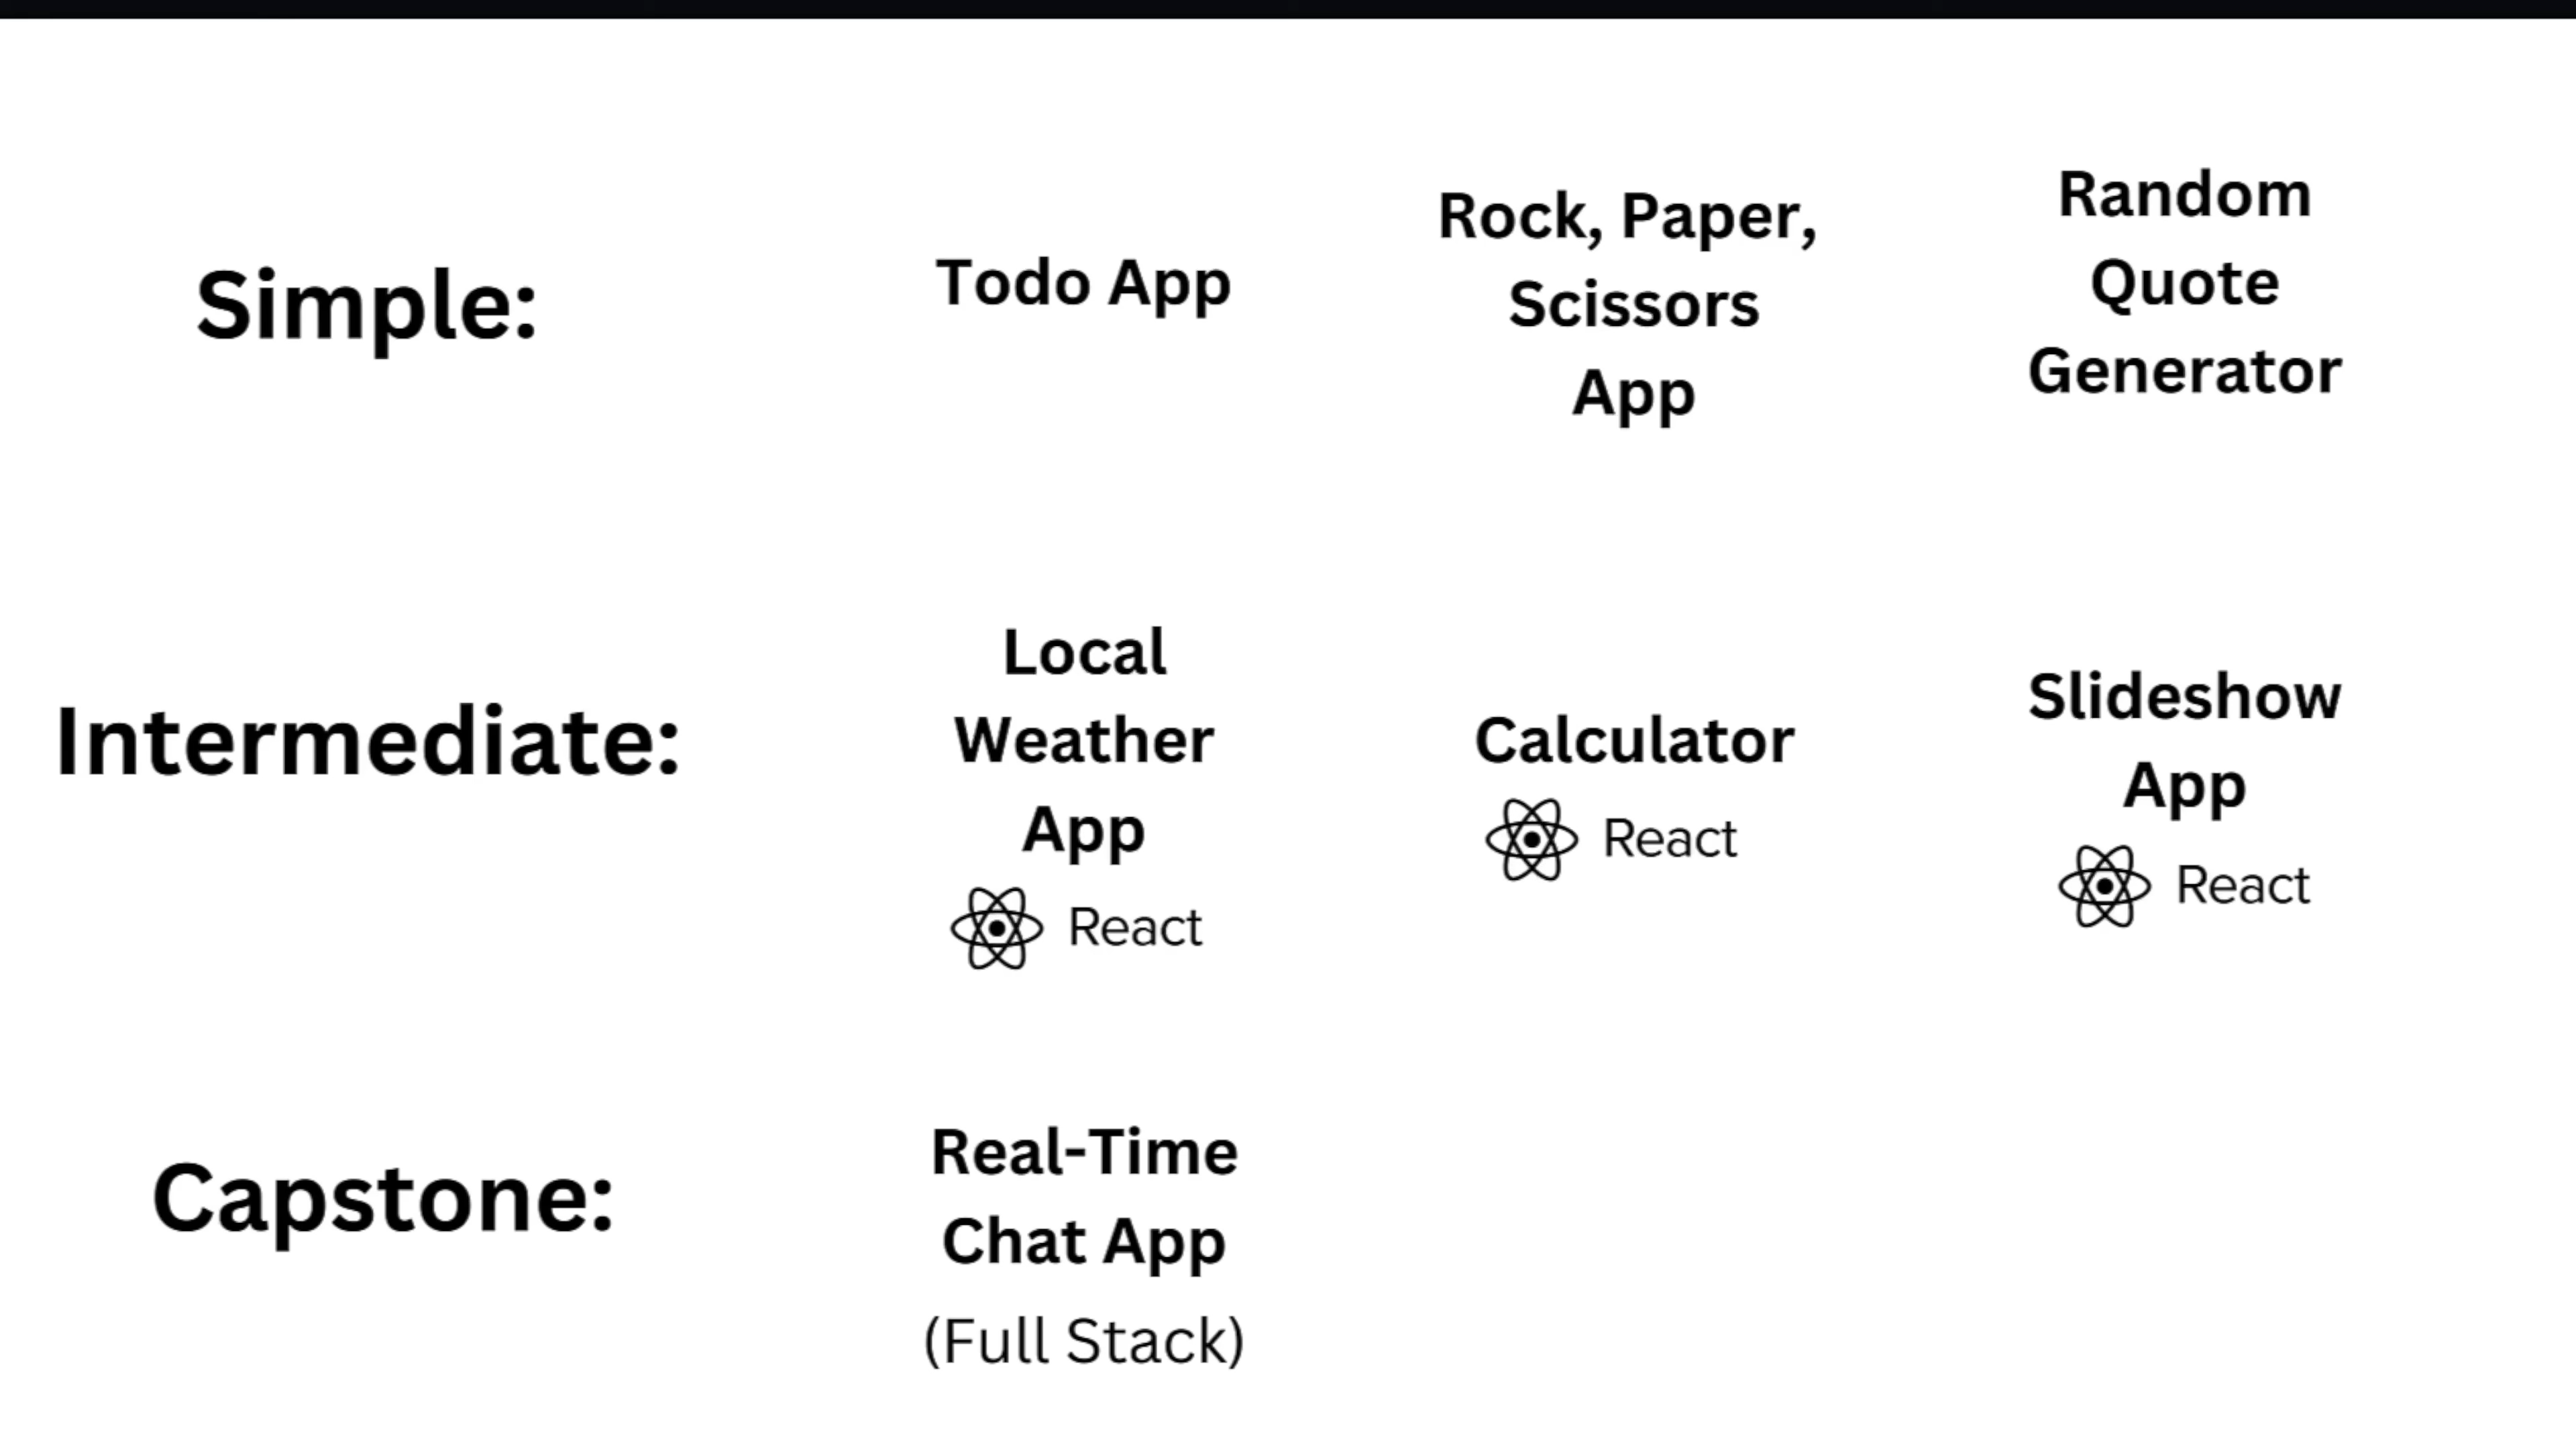 Simple:
Todo App
Rock, Paper,
Scissors
App
Random
Quote
Generator
Intermediate:
Local
Weather
App
React
Calculator
React
Slideshow
App
React
Capstone:
Real-Time
Chat App
(Full Stack)